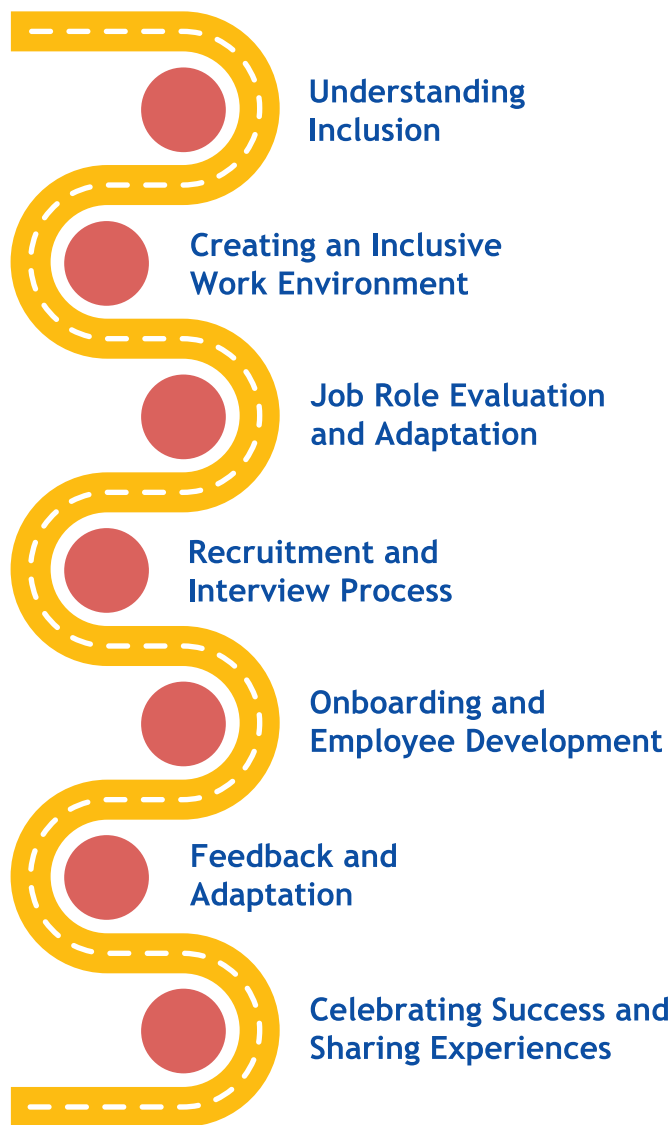 Understanding
Inclusion
Creating an Inclusive
Work Environment
Job Role Evaluation
and Adaptation
Recruitment and
Interview Process
Onboarding and
Employee Development
Feedback and
Adaptation
Celebrating Success and
Sharing Experiences